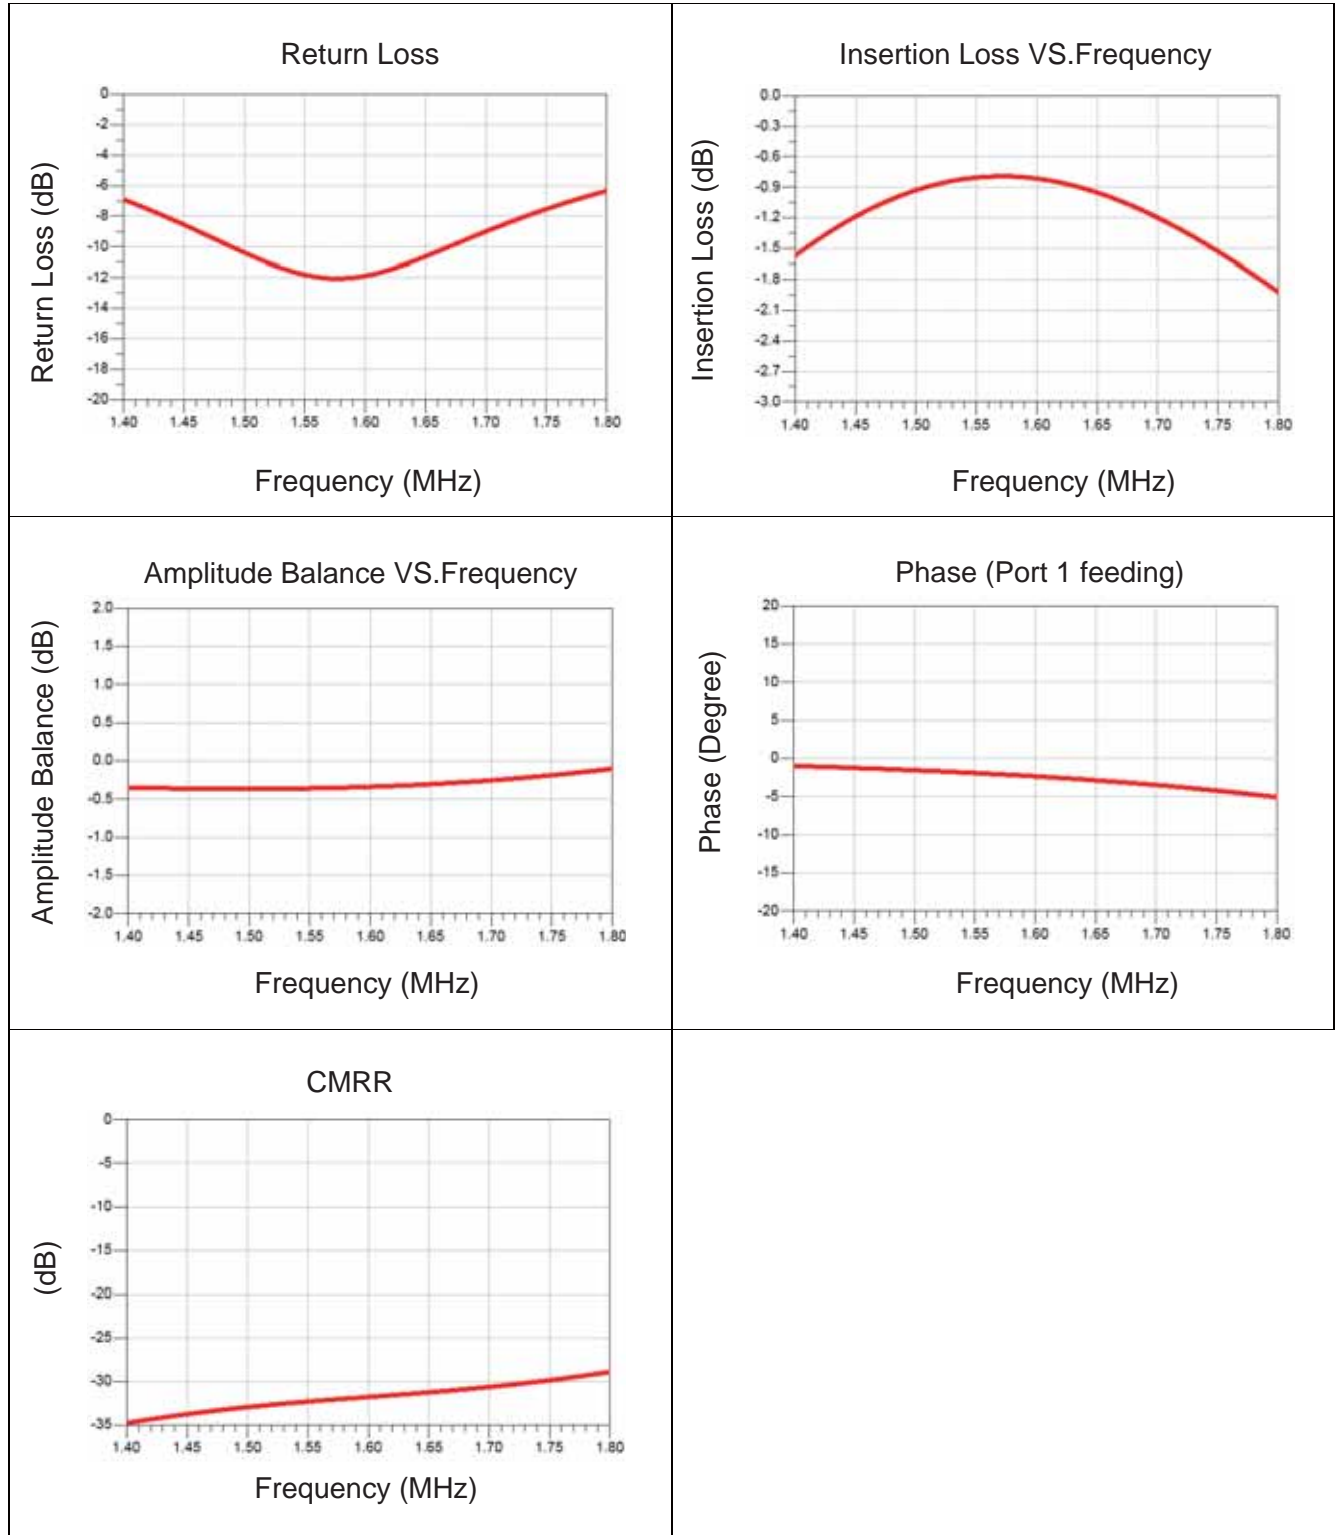 Return Loss
Return Loss (dB)
0
-2
-4
-6
-8
-10
-12
-14
-16
-18
-20
1.40 1.45 1.50 1.55 1.60 1.65 1.70 1.75 1.80
Frequency (MHz)
Insertion Loss VS.Frequency
Insertion Loss (dB)
0.0
-0.3
-0.6
-0.9
-1.2
-1.5
-1.8
-2.1
-2.4
-2.7
-3.0
1.40 1.45 1.50 1.55 1.60 1.65 1.70 1.75 1.80
Frequency (MHz)
Amplitude Balance VS.Frequency
Amplitude Balance (dB)
2.0
1.5
1.0
0.5
0.0
-0.5
-1.0
-1.5
-2.0
1.40 1.45 1.50 1.55 1.60 1.65 1.70 1.75 1.80
Frequency (MHz)
Phase (Port 1 feeding)
Phase (Degree)
20
15
10
5
0
-5
-10
-15
-20
1.40 1.45 1.50 1.55 1.60 1.65 1.70 1.75 1.80
Frequency (MHz)
CMRR
(dB)
0
-5
-10
-15
-20
-25
-30
-35
1.40 1.45 1.50 1.55 1.60 1.65 1.70 1.75 1.80
Frequency (MHz)